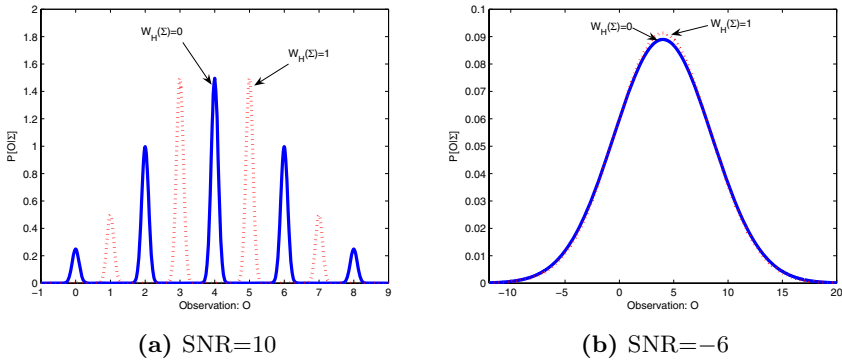 2
1.8
1.6
1.4
1.2
1
0.8
0.6
0.4
0.2
0
P[O|Σ]
W_H(Σ)=0
W_H(Σ)=1
-1 0 1 2 3 4 5 6 7 8 9
Observation: O
(a) SNR=10
0.1
0.09
0.08
0.07
0.06
0.05
0.04
0.03
0.02
0.01
0
P[O|Σ]
W_H(Σ)=0
W_H(Σ)=1
−10 −5 0 5 10 15 20
Observation: O
(b) SNR=−6